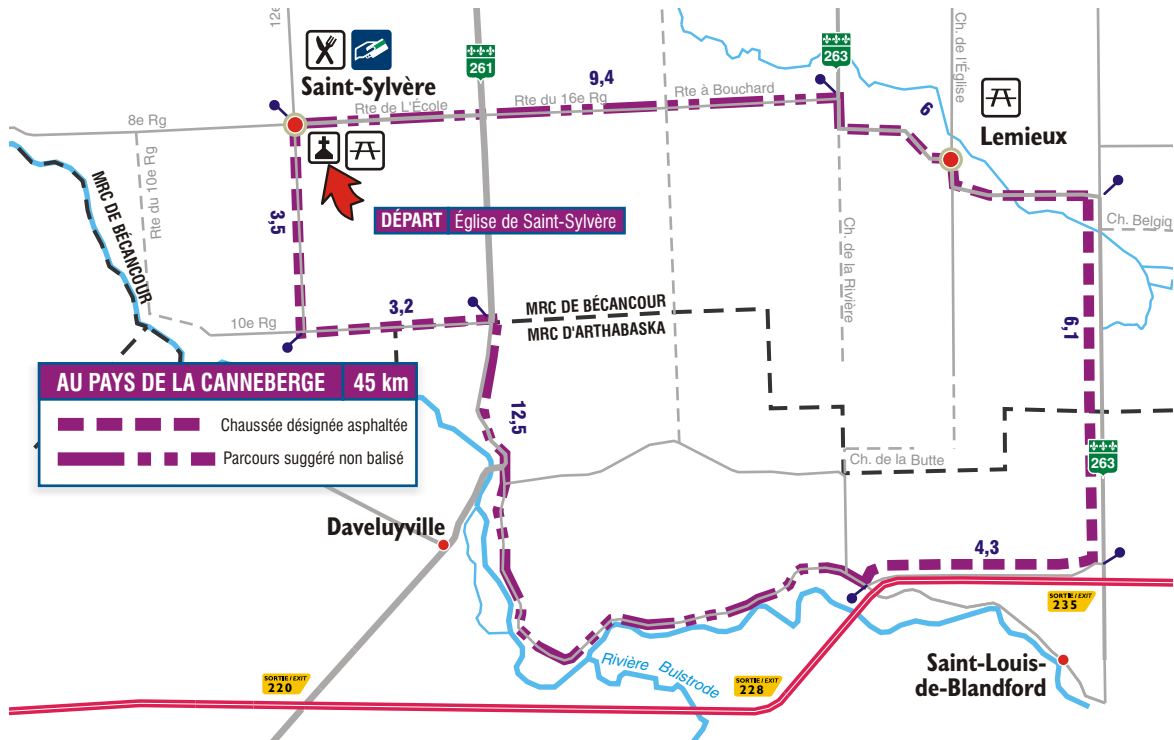 12e
261
263
Ch. de l'Église
Saint-Sylvère
9,4
Rte de L'École
Rte du 16e Rg
Rte à Bouchard
8e Rg
6
Lemieux
Rte du 10e Rg
MRC DE BÉCANCOUR
3,5
DÉPART Église de Saint-Sylvère
Ch. de la Rivière
Ch. Belgiq
10e Rg
3,2
MRC DE BÉCANCOUR
MRC D'ARTHABASKA
6,1
AU PAYS DE LA CANNEBERGE 45 km
Chaussée désignée asphaltée
Parcours suggéré non balisé
12,5
Ch. de la Butte
263
Daveluyville
4,3
SORTIE / EXIT
235
Rivière Bulstrode
SORTIE / EXIT
220
SORTIE / EXIT
228
Saint-Louis-
de-Blandford